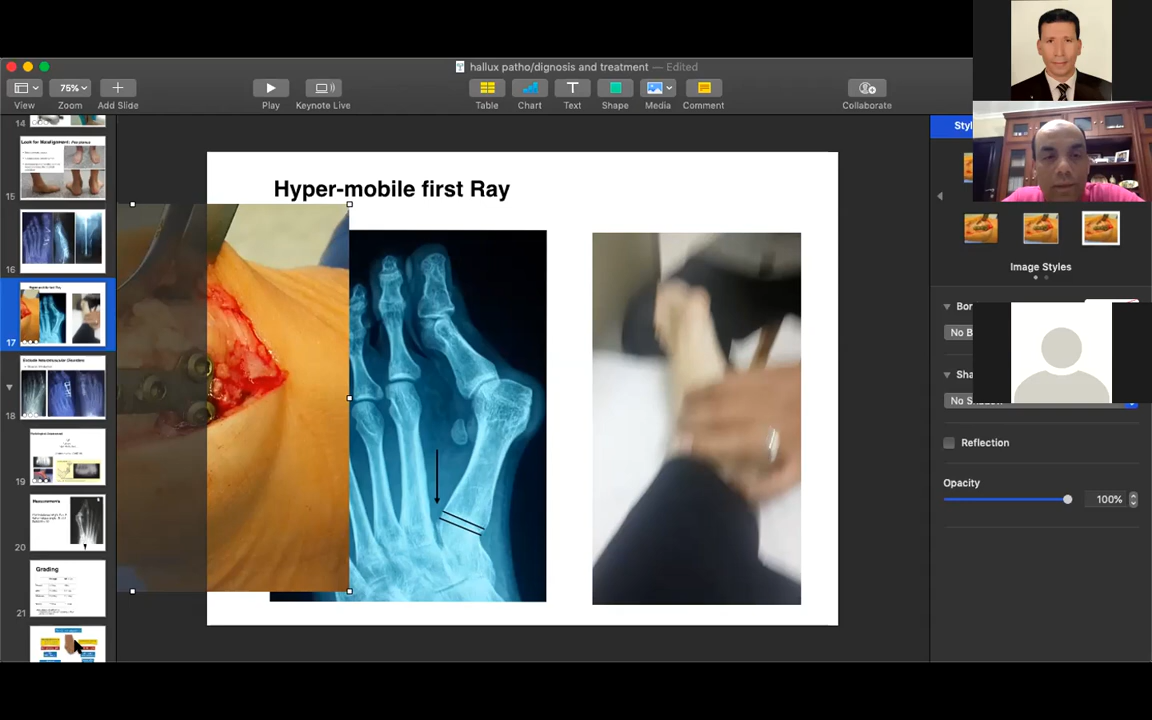 hallux patho/dignosis and treatment — Edited
75%
View
Zoom
Add Slide
Play
Keynote Live
Table
Chart
Text
Shape
Media
Comment
Collaborate
14
15
16
17
18
19
20
21
Measurements
Grading
Hyper-mobile first Ray
Image Styles
No
Reflection
Opacity
100%